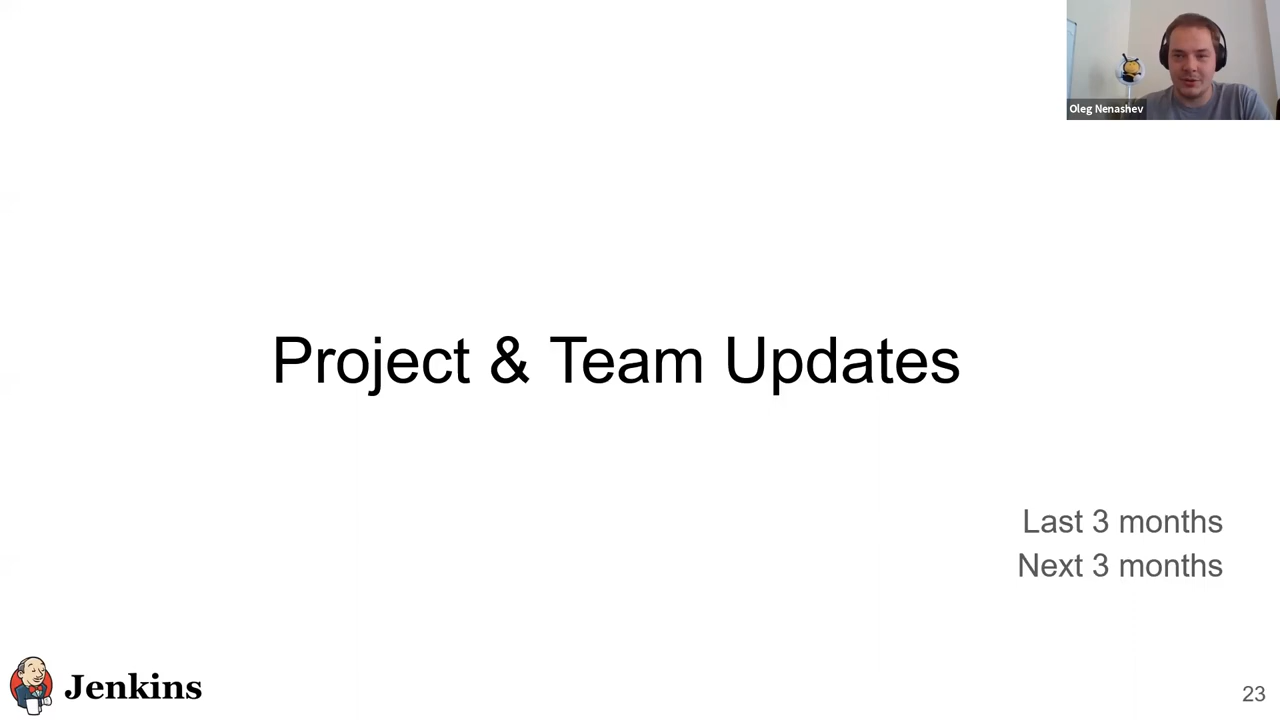 Oleg Nenashev
Project & Team Updates
Last 3 months
Next 3 months
Jenkins
23